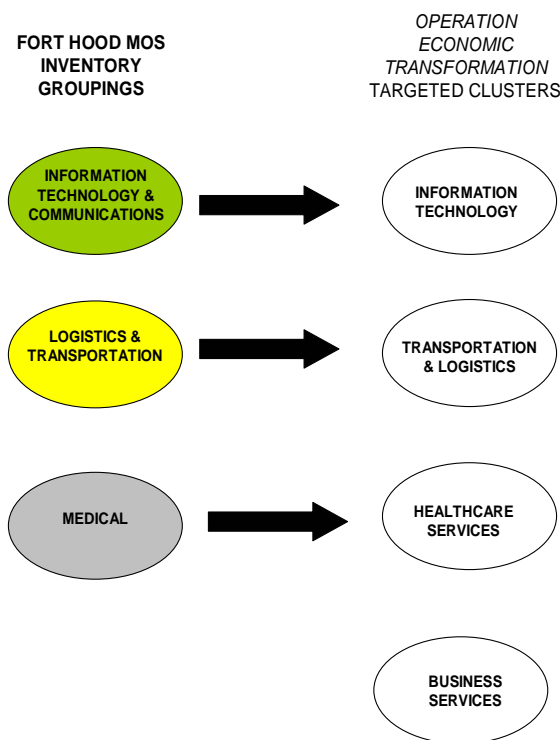 FORT HOOD MOS
INVENTORY
GROUPINGS
OPERATION
ECONOMIC
TRANSFORMATION
TARGETED CLUSTERS
INFORMATION
TECHNOLOGY &
COMMUNICATIONS
INFORMATION
TECHNOLOGY
LOGISTICS &
TRANSPORTATION
TRANSPORTATION
& LOGISTICS
MEDICAL
HEALTHCARE
SERVICES
BUSINESS
SERVICES